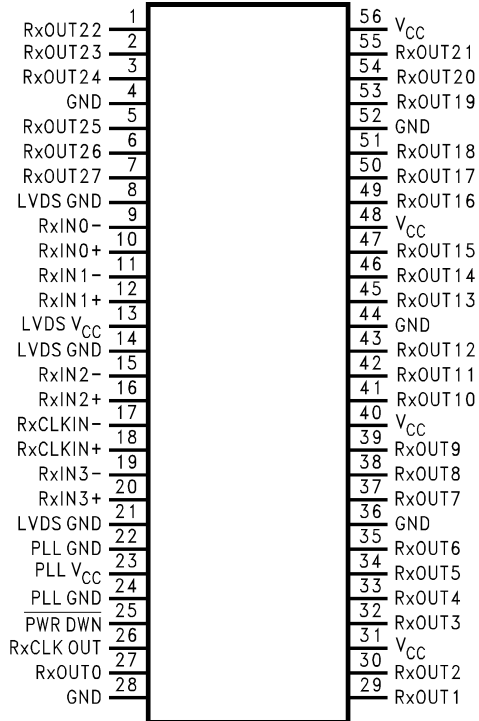 RxOUT22 1
RxOUT23 2
RxOUT24 3
GND 4
RxOUT25 5
RxOUT26 6
RxOUT27 7
LVDS GND 8
RxIN0- 9
RxIN0+ 10
RxIN1- 11
RxIN1+ 12
LVDS VCC 13
LVDS GND 14
RxIN2- 15
RxIN2+ 16
RxCLKIN- 17
RxCLKIN+ 18
RxIN3- 19
RxIN3+ 20
LVDS GND 21
PLL GND 22
PLL VCC 23
PLL GND 24
PWR DWN 25
RxCLK OUT 26
RxOUT0 27
GND 28
56 VCC
55 RxOUT21
54 RxOUT20
53 RxOUT19
52 GND
51 RxOUT18
50 RxOUT17
49 RxOUT16
48 VCC
47 RxOUT15
46 RxOUT14
45 RxOUT13
44 GND
43 RxOUT12
42 RxOUT11
41 RxOUT10
40 VCC
39 RxOUT9
38 RxOUT8
37 RxOUT7
36 GND
35 RxOUT6
34 RxOUT5
33 RxOUT4
32 RxOUT3
31 VCC
30 RxOUT2
29 RxOUT1